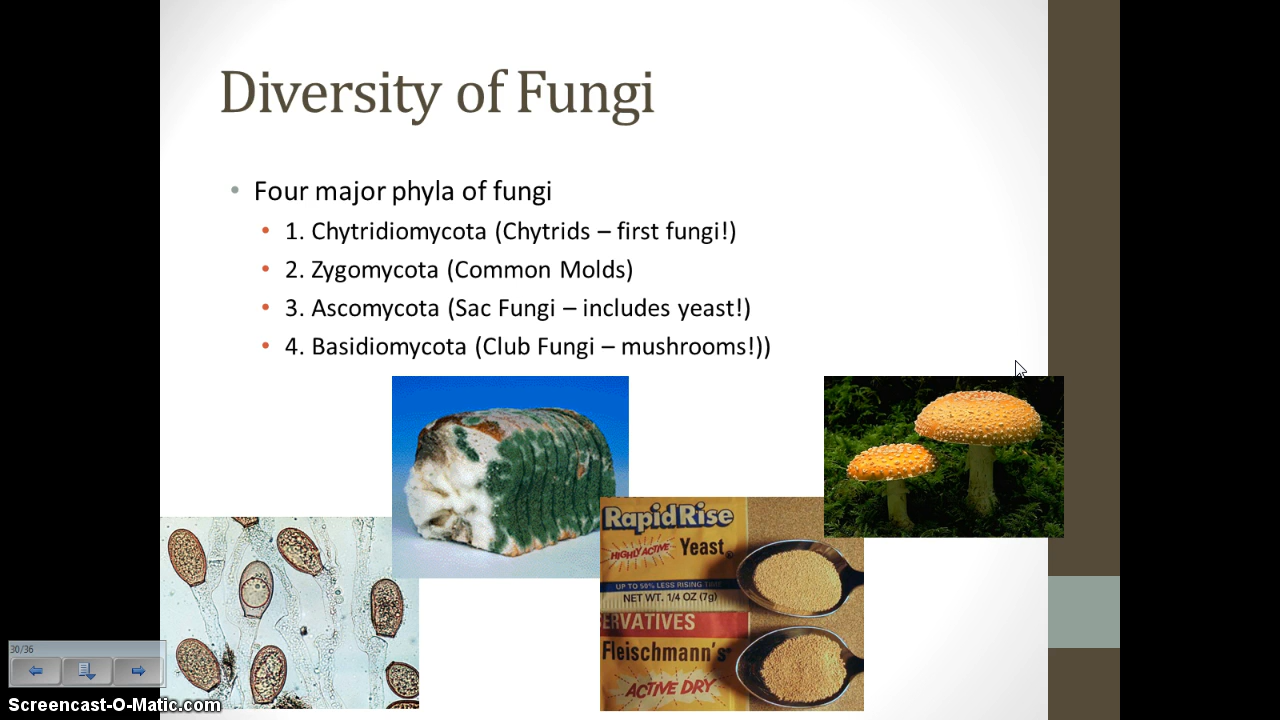 Diversity of Fungi
• Four major phyla of fungi
• 1. Chytridiomycota (Chytrids – first fungi!)
• 2. Zygomycota (Common Molds)
• 3. Ascomycota (Sac Fungi – includes yeast!)
• 4. Basidiomycota (Club Fungi – mushrooms!))
RapidRise
HIGHLY ACTIVE Yeast
UP TO 50% LESS RISING TIME
NET WT. 1/4 OZ (7g)
ERVATIVES
Fleischmann's
ACTIVE DRY
30/36
Screencast-O-Matic.com